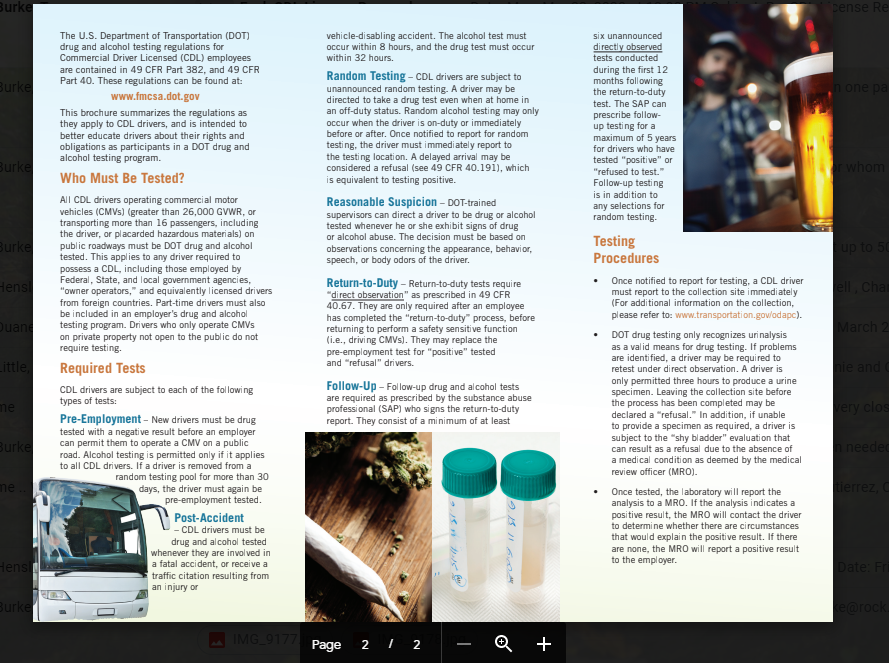 The U.S. Department of Transportation (DOT)
drug and alcohol testing regulations for
Commercial Driver Licensed (CDL) employees
are contained in 49 CFR Part 382, and 49 CFR
Part 40. These regulations can be found at:
www.fmcsa.dot.gov
This brochure summarizes the regulations as
they apply to CDL drivers, and is intended to
better educate drivers about their rights and
obligations as participants in a DOT drug and
alcohol testing program.
Who Must Be Tested?
All CDL drivers operating commercial motor
vehicles (CMVs) (greater than 26,000 GVWR, or
transporting more than 16 passengers, including
the driver, or placarded hazardous materials) on
public roadways must be DOT drug and alcohol
tested. This applies to any driver required to
possess a CDL, including those employed by
Federal, State, and local government agencies,
“owner operators,” and equivalently licensed drivers
from foreign countries. Part-time drivers must also
be included in an employer’s drug and alcohol
testing program. Drivers who only operate CMVs
on private property not open to the public do not
require testing.
Required Tests
CDL drivers are subject to each of the following
types of tests:
Pre-Employment – New drivers must be drug
tested with a negative result before an employer
can permit them to operate a CMV on a public
road. Alcohol testing is permitted only if it applies
to all CDL drivers. If a driver is removed from a
random testing pool for more than 30
days, the driver must again be
pre-employment tested.
Post-Accident
– CDL drivers must be
drug and alcohol tested
whenever they are involved in
a fatal accident, or receive a
traffic citation resulting from
an injury or
vehicle-disabling accident. The alcohol test must
occur within 8 hours, and the drug test must occur
within 32 hours.
Random Testing – CDL drivers are subject to
unannounced random testing. A driver may be
directed to take a drug test even when at home in
an off-duty status. Random alcohol testing may only
occur when the driver is on-duty or immediately
before or after. Once notified to report for random
testing, the driver must immediately report to
the testing location. A delayed arrival may be
considered a refusal (see 49 CFR 40.191), which
is equivalent to testing positive.
Reasonable Suspicion – DOT-trained
supervisors can direct a driver to be drug or alcohol
tested whenever he or she exhibit signs of drug
or alcohol abuse. The decision must be based on
observations concerning the appearance, behavior,
speech, or body odors of the driver.
Return-to-Duty – Return-to-duty tests require
“direct observation” as prescribed in 49 CFR
40.67. They are only required after an employee
has completed the “return-to-duty” process, before
returning to perform a safety sensitive function
(i.e., driving CMVs). They may replace the
pre-employment test for “positive” tested
and “refusal” drivers.
Follow-Up – Follow-up drug and alcohol tests
are required as prescribed by the substance abuse
professional (SAP) who signs the return-to-duty
report. They consist of a minimum of at least
six unannounced
directly observed
tests conducted
during the first 12
months following
the return-to-duty
test. The SAP can
prescribe follow-
up testing for a
maximum of 5 years
for drivers who have
tested “positive” or
“refused to test.”
Follow-up testing
is in addition to
any selections for
random testing.
Testing
Procedures
• Once notified to report for testing, a CDL driver
must report to the collection site immediately
(For additional information on the collection,
please refer to: www.transportation.gov/odapc).
• DOT drug testing only recognizes urinalysis
as a valid means for drug testing. If problems
are identified, a driver may be required to
retest under direct observation. A driver is
only permitted three hours to produce a urine
specimen. Leaving the collection site before
the process has been completed may be
declared a “refusal.” In addition, if unable
to provide a specimen as required, a driver is
subject to the “shy bladder” evaluation that
can result as a refusal due to the absence of
a medical condition as deemed by the medical
review officer (MRO).
• Once tested, the laboratory will report the
analysis to a MRO. If the analysis indicates a
positive result, the MRO will contact the driver
to determine whether there are circumstances
that would explain the positive result. If there
are none, the MRO will report a positive result
to the employer.
IMG_9177
Page 2 / 2